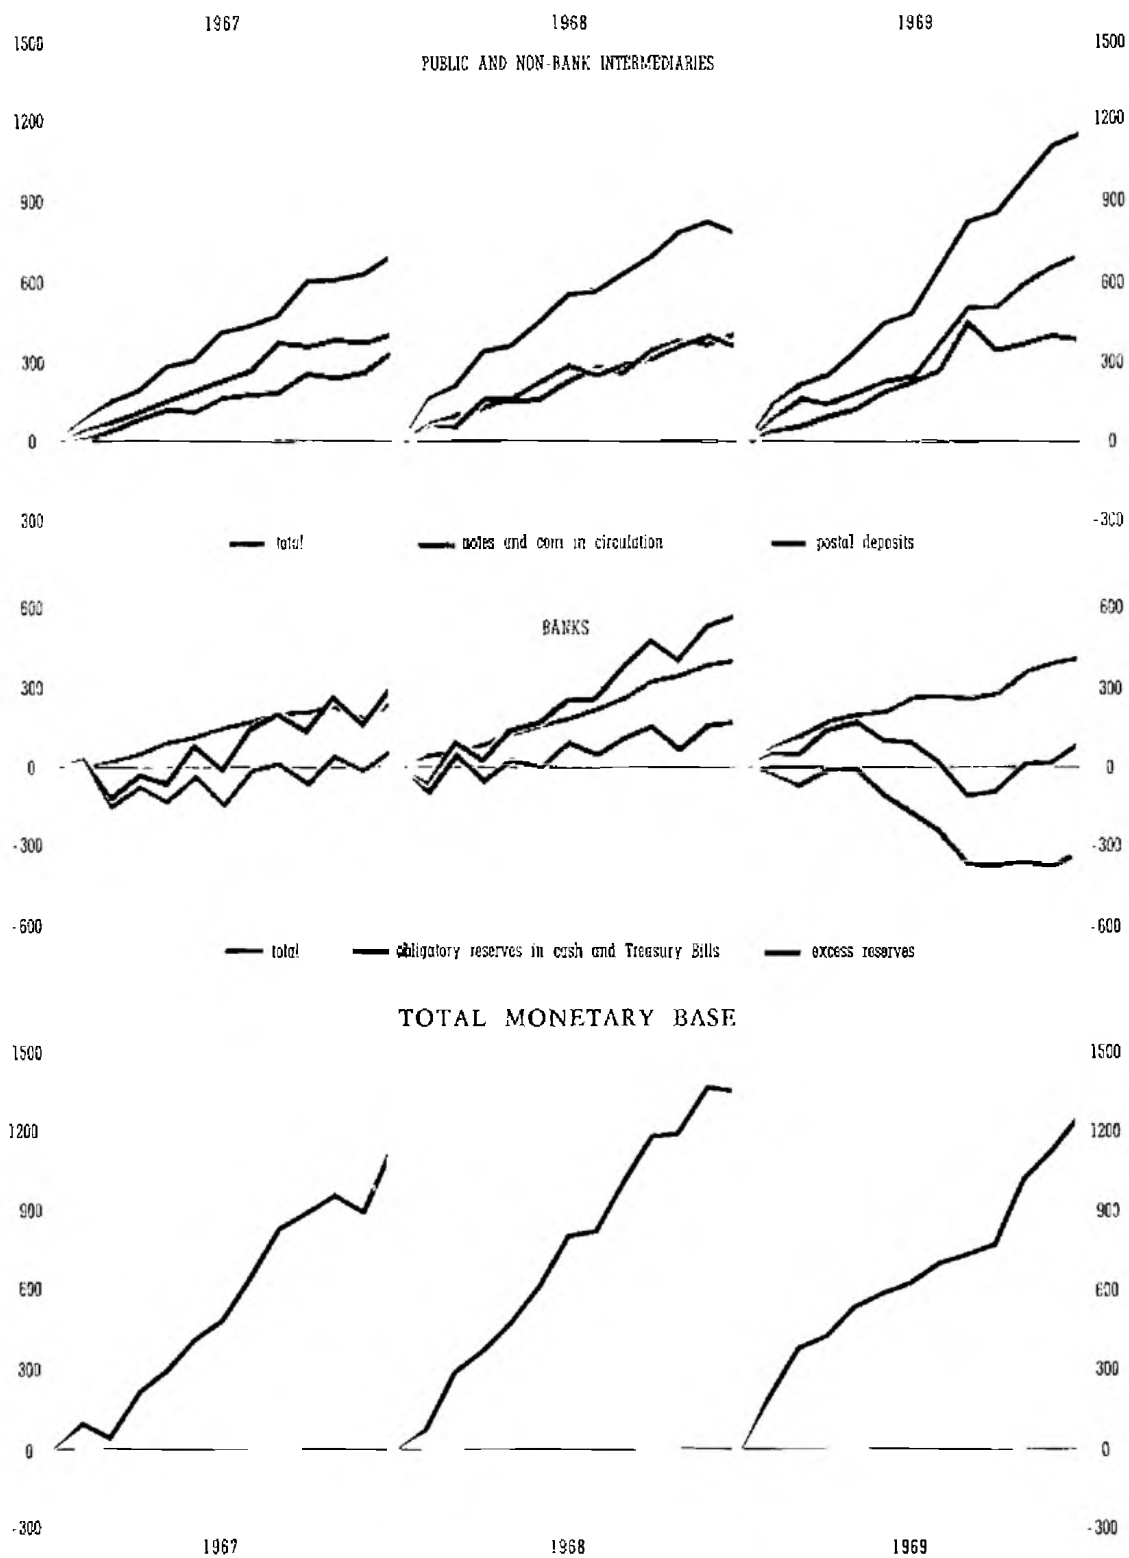 1967 1968 1969
1500 1500
PUBLIC AND NON-BANK INTERMEDIARIES
1200 1200
900 900
600 600
300 300
0 0
300 -300
total notes and coin in circulation postal deposits
600 600
BANKS
300 300
0 0
-300 -300
-600 -600
total obligatory reserves in cash and Treasury Bills excess reserves
TOTAL MONETARY BASE
1500 1500
1200 1200
900 900
600 600
300 300
0 0
-300 -300
1967 1968 1969